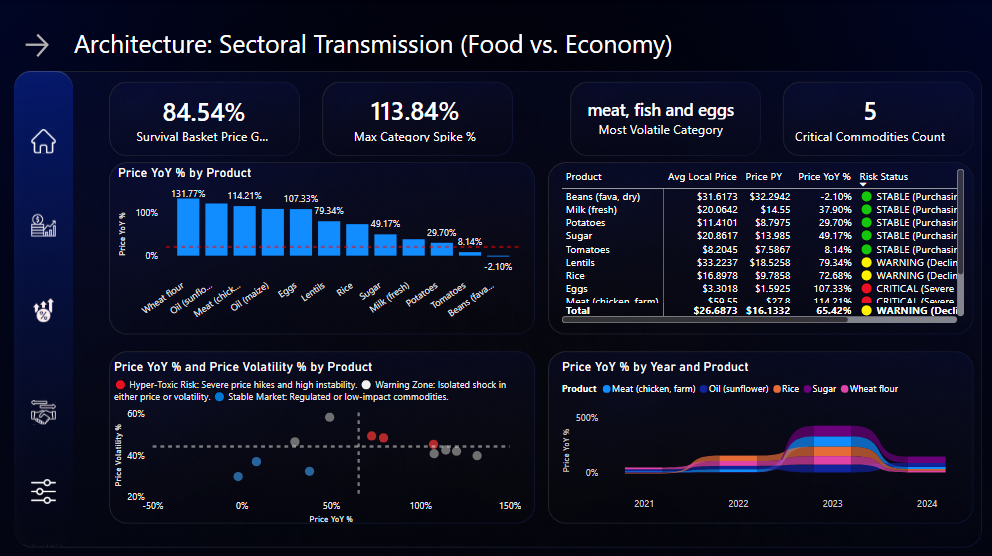 Architecture: Sectoral Transmission (Food vs. Economy)
84.54%
Survival Basket Price G...
113.84%
Max Category Spike %
meat, fish and eggs
Most Volatile Category
5
Critical Commodities Count
Price YoY % by Product
Price YoY %
100%
0%
131.77%
114.21%
107.33%
79.34%
49.17%
29.70%
8.14%
-2.10%
Wheat flour
Oil (sunflo...
Meat (chick...
Oil (maize)
Eggs
Lentils
Rice
Sugar
Milk (fresh)
Potatoes
Tomatoes
Beans (fava...
Product Avg Local Price Price PY Price YoY % Risk Status
Beans (fava, dry) $31.6173 $32.2942 -2.10% STABLE (Purchasin
Milk (fresh) $20.0642 $14.55 37.90% STABLE (Purchasin
Potatoes $11.4101 $8.7975 29.70% STABLE (Purchasin
Sugar $20.8617 $13.985 49.17% STABLE (Purchasin
Tomatoes $8.2045 $7.5867 8.14% STABLE (Purchasin
Lentils $33.2237 $18.5258 79.34% WARNING (Declin
Rice $16.8978 $9.7858 72.68% WARNING (Declin
Eggs $3.3018 $1.5925 107.33% CRITICAL (Severe
Meat (chicken, farm) $59.55 $27.8 114.21% CRITICAL (Severe
Total $26.6873 $16.1332 65.42% WARNING (Decli
Price YoY % and Price Volatility % by Product
Hyper-Toxic Risk: Severe price hikes and high instability. Warning Zone: Isolated shock in
either price or volatility. Stable Market: Regulated or low-impact commodities.
Price Volatility %
60%
40%
20%
-50% 0% 50% 100% 150%
Price YoY %
Price YoY % by Year and Product
Product Meat (chicken, farm) Oil (sunflower) Rice Sugar Wheat flour
Price YoY %
500%
0%
2021 2022 2023 2024